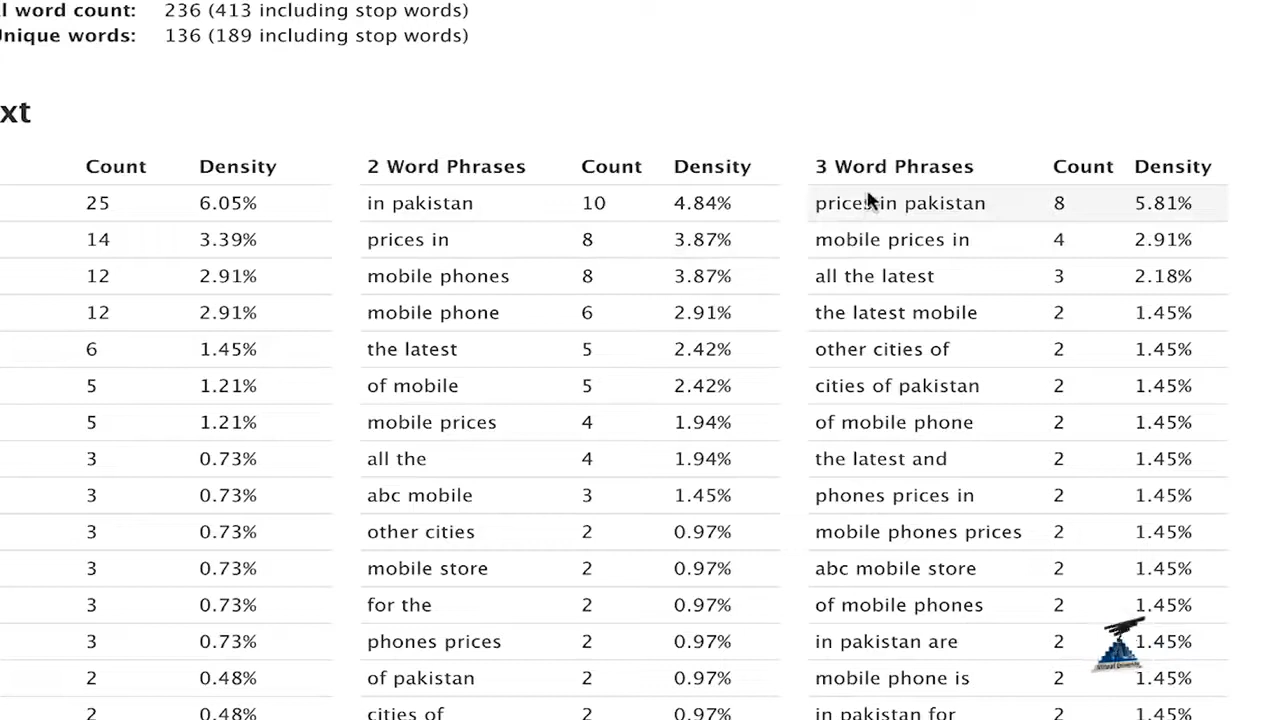 l word count: 236 (413 including stop words)
Unique words: 136 (189 including stop words)
xt
Count Density 2 Word Phrases Count Density 3 Word Phrases Count Density
25 6.05% in pakistan 10 4.84% prices in pakistan 8 5.81%
14 3.39% prices in 8 3.87% mobile prices in 4 2.91%
12 2.91% mobile phones 8 3.87% all the latest 3 2.18%
12 2.91% mobile phone 6 2.91% the latest mobile 2 1.45%
6 1.45% the latest 5 2.42% other cities of 2 1.45%
5 1.21% of mobile 5 2.42% cities of pakistan 2 1.45%
5 1.21% mobile prices 4 1.94% of mobile phone 2 1.45%
3 0.73% all the 4 1.94% the latest and 2 1.45%
3 0.73% abc mobile 3 1.45% phones prices in 2 1.45%
3 0.73% other cities 2 0.97% mobile phones prices 2 1.45%
3 0.73% mobile store 2 0.97% abc mobile store 2 1.45%
3 0.73% for the 2 0.97% of mobile phones 2 1.45%
3 0.73% phones prices 2 0.97% in pakistan are 2 1.45%
2 0.48% of pakistan 2 0.97% mobile phone is 2 1.45%
2 0.48% cities of 2 0.97% in pakistan for 2 1.45%